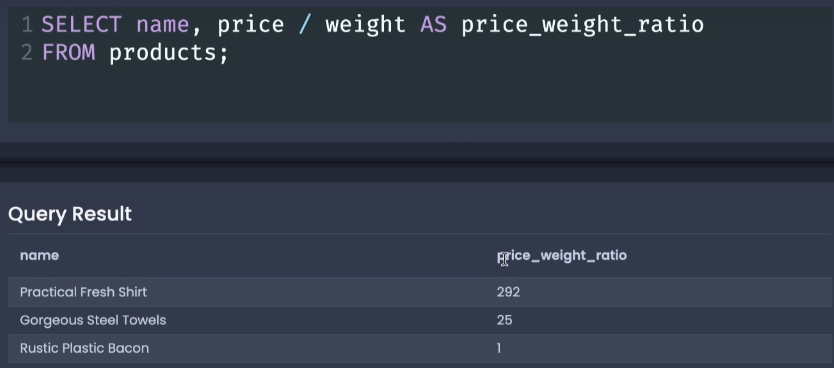 1 SELECT name, price / weight AS price_weight_ratio
2 FROM products;
Query Result
name price_weight_ratio
Practical Fresh Shirt 292
Gorgeous Steel Towels 25
Rustic Plastic Bacon 1